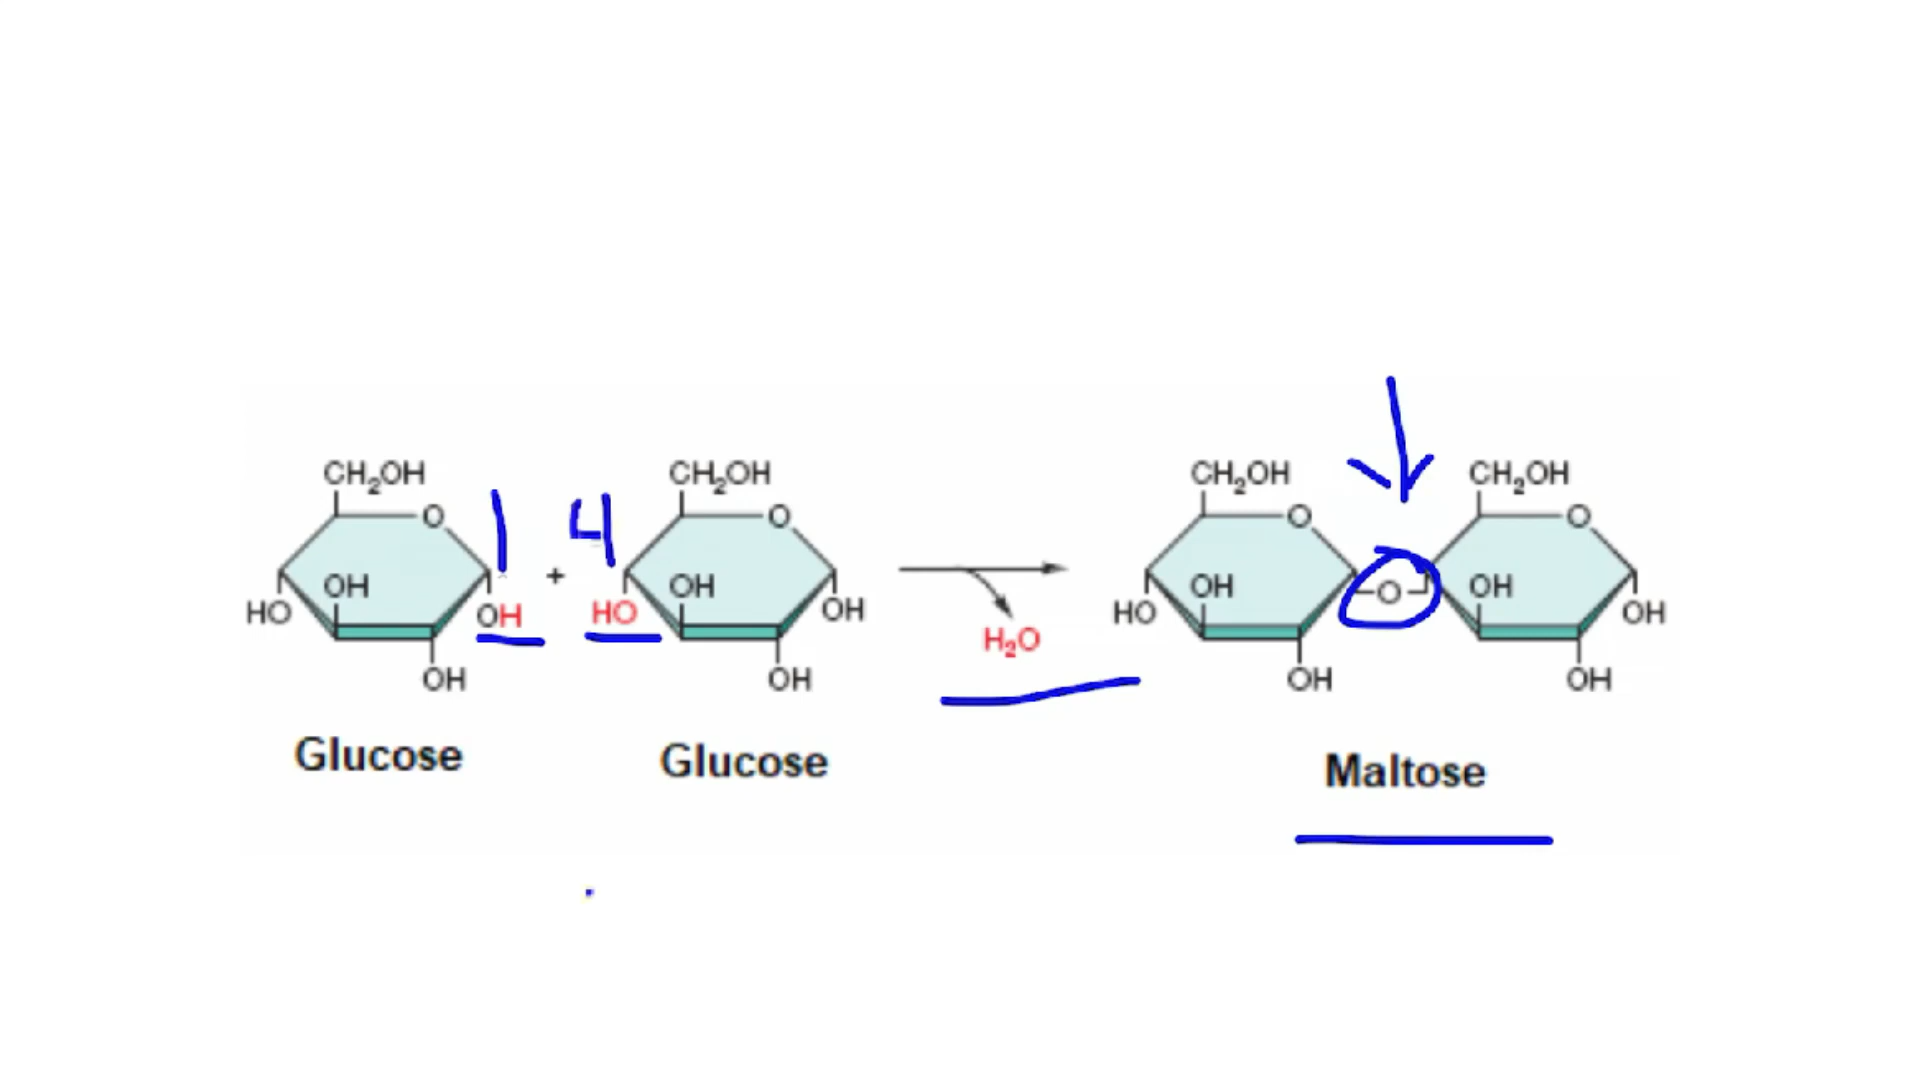 CH₂OH CH₂OH CH₂OH CH₂OH
O O O O
1 4
OH + OH OH OH
HO OH HO OH HO O OH
H₂O
OH OH OH OH
Glucose Glucose Maltose